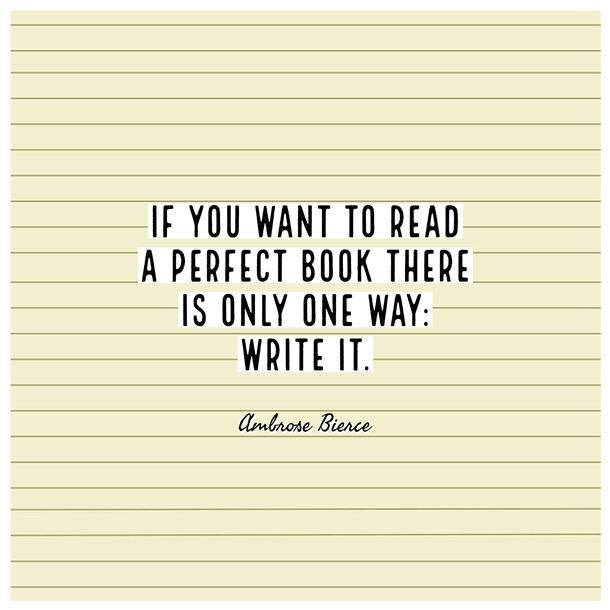 IF YOU WANT TO READ
A PERFECT BOOK THERE
IS ONLY ONE WAY:
WRITE IT.
Ambrose Bierce